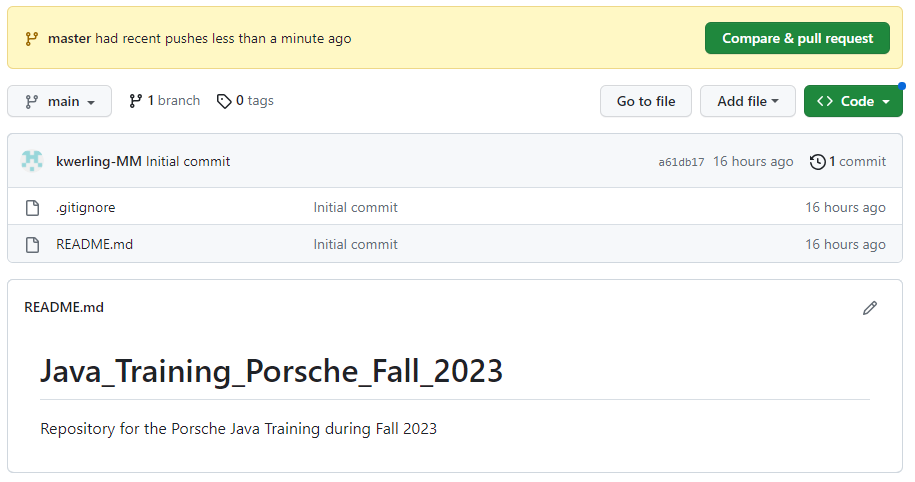 master had recent pushes less than a minute ago Compare & pull request
main 1 branch 0 tags Go to file Add file Code
kwerling-MM Initial commit a61db17 16 hours ago 1 commit
.gitignore Initial commit 16 hours ago
README.md Initial commit 16 hours ago
README.md
Java_Training_Porsche_Fall_2023
Repository for the Porsche Java Training during Fall 2023